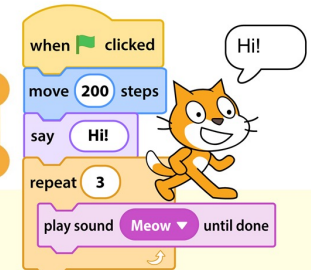 when clicked
Hi!
move 200 steps
say Hi!
repeat 3
play sound Meow until done